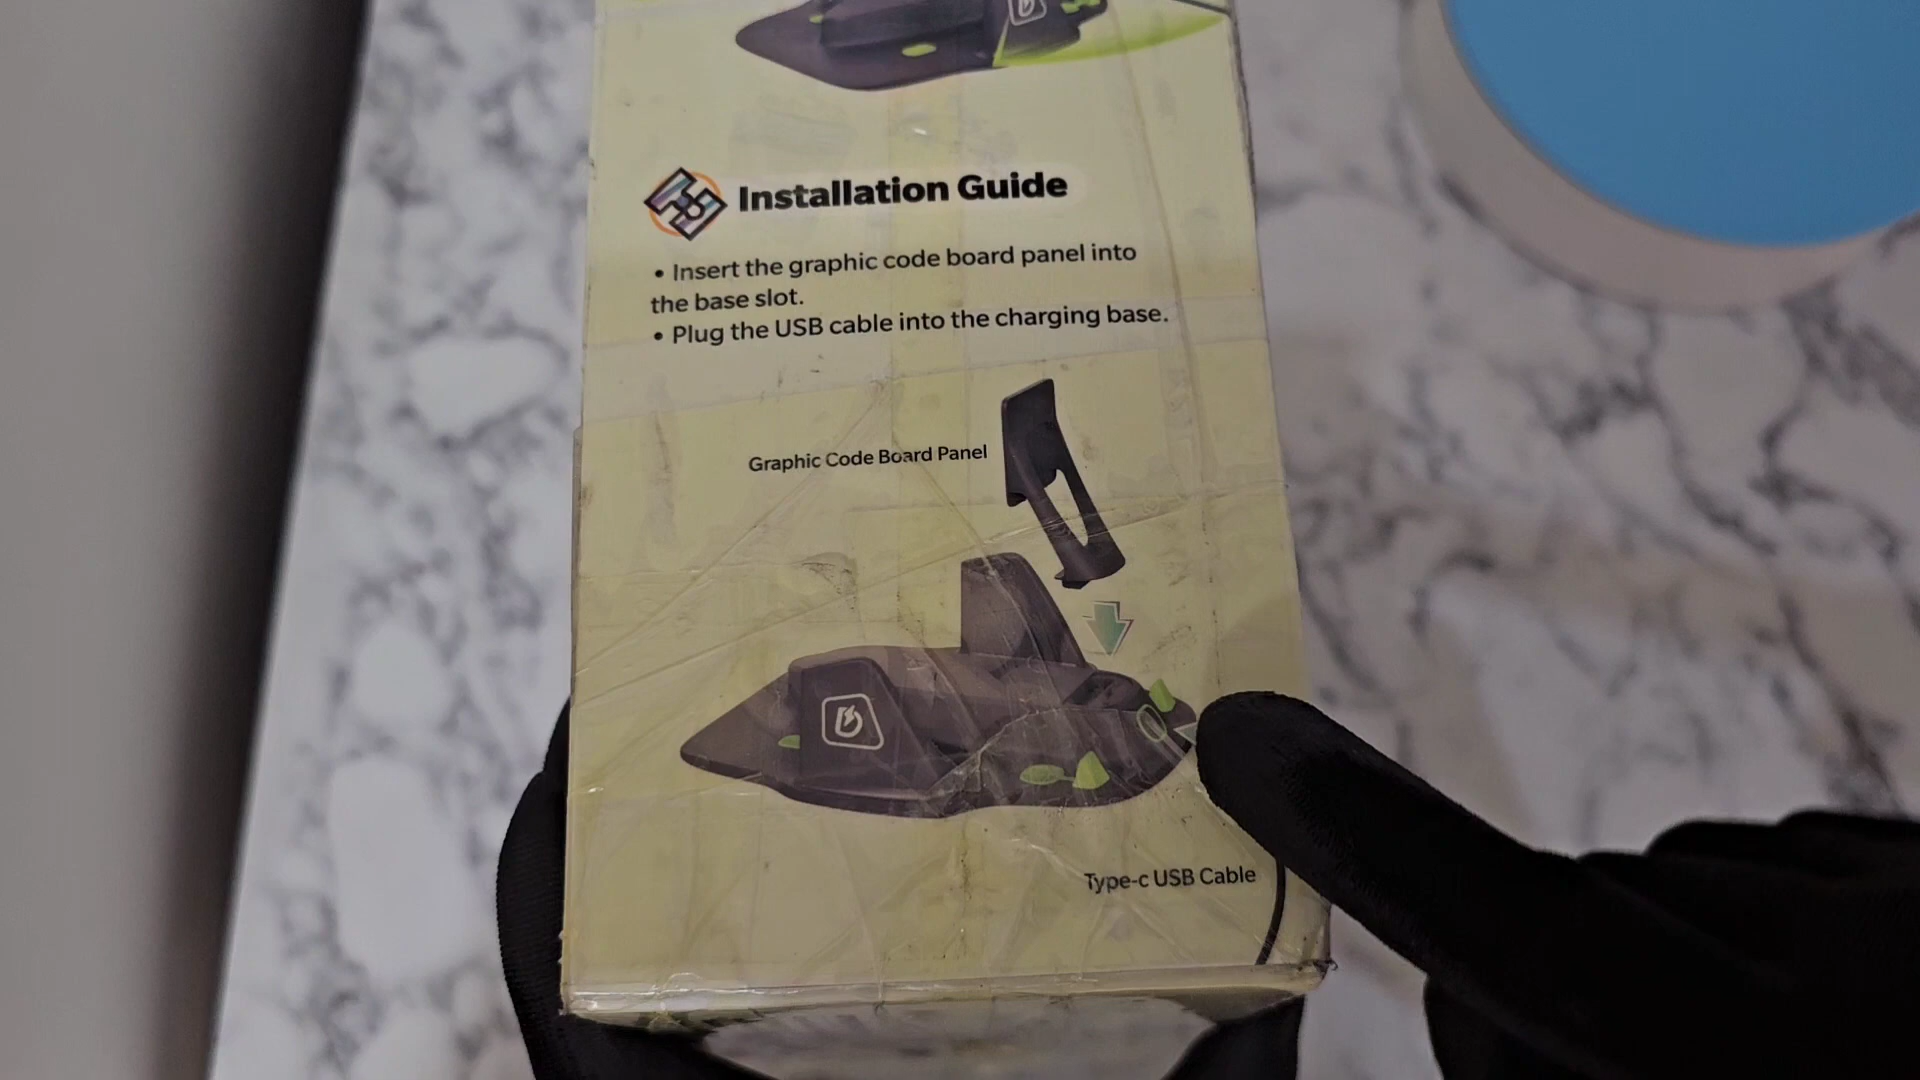 Installation Guide
• Insert the graphic code board panel into
the base slot.
• Plug the USB cable into the charging base.
Graphic Code Board Panel
Type-c USB Cable